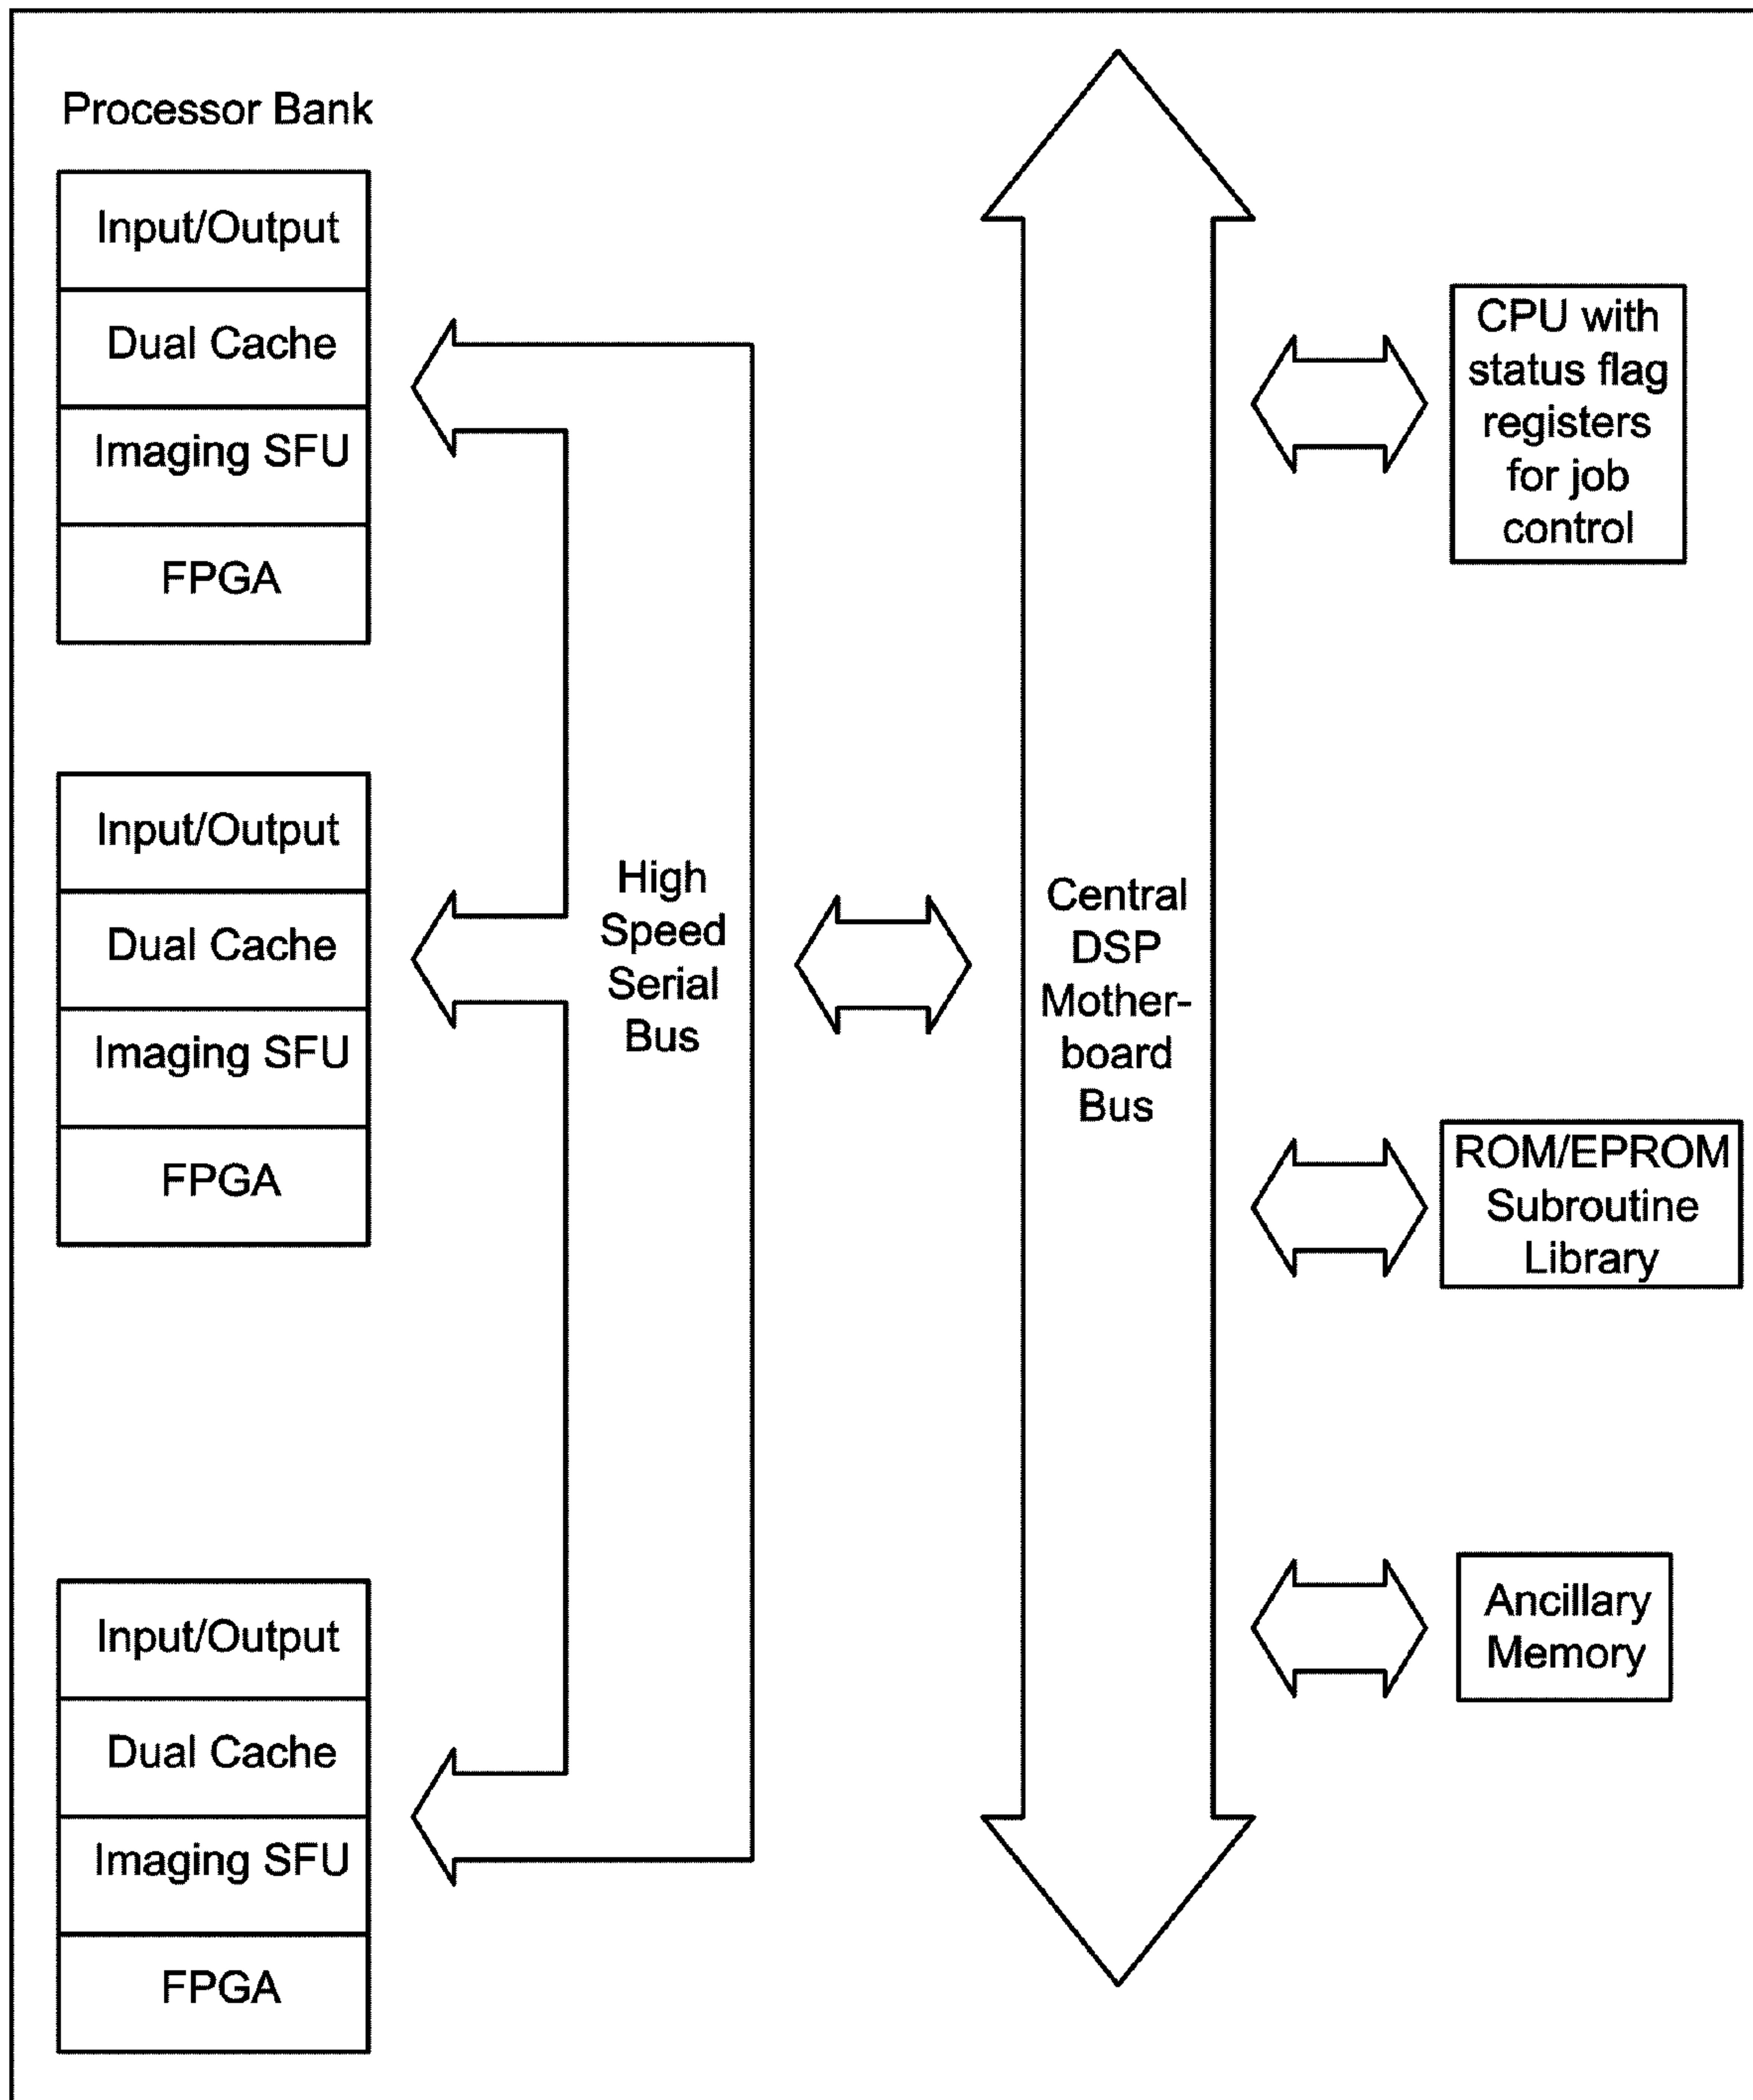 Processor Bank
Input/Output
Dual Cache
Imaging SFU
FPGA
Input/Output
Dual Cache
Imaging SFU
FPGA
Input/Output
Dual Cache
Imaging SFU
FPGA
High
Speed
Serial
Bus
Central
DSP
Mother-
board
Bus
CPU with
status flag
registers
for job
control
ROM/EPROM
Subroutine
Library
Ancillary
Memory